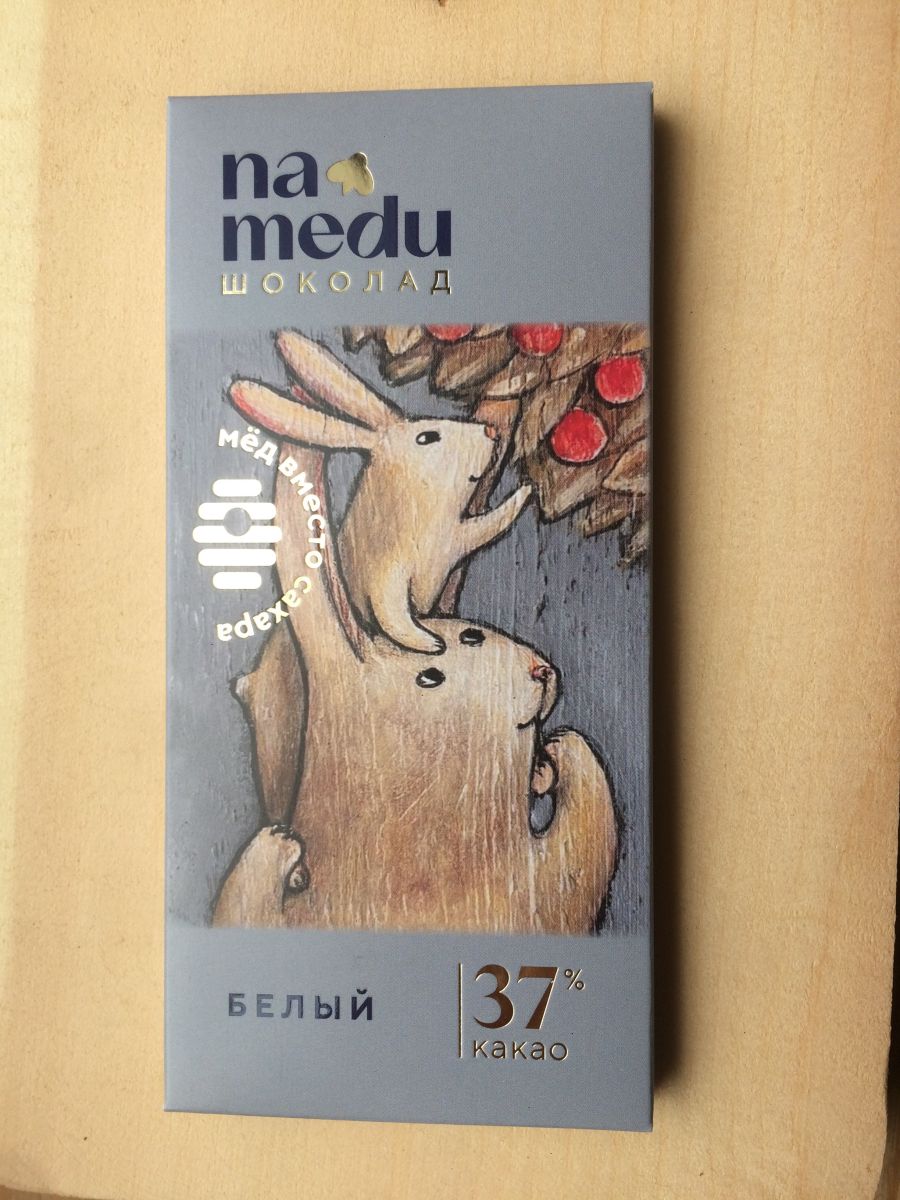 na
medu
ШОКОЛАД
мёд вместо сахара
БЕЛЫЙ
37%
какао